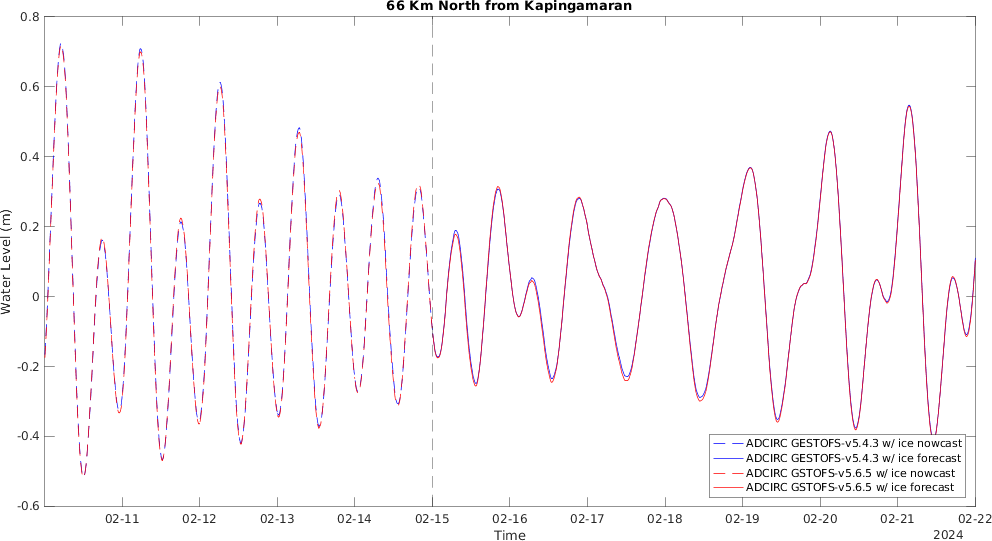 66 Km North from Kapingamaran
Water Level (m)
0.8
0.6
0.4
0.2
0
-0.2
-0.4
-0.6
02-11 02-12 02-13 02-14 02-15 02-16 02-17 02-18 02-19 02-20 02-21 02-22
Time
2024
ADCIRC GESTOFS-v5.4.3 w/ ice nowcast
ADCIRC GESTOFS-v5.4.3 w/ ice forecast
ADCIRC GSTOFS-v5.6.5 w/ ice nowcast
ADCIRC GSTOFS-v5.6.5 w/ ice forecast